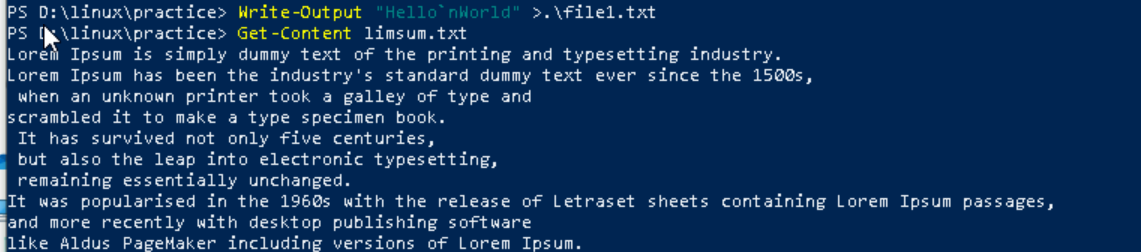 PS D:\linux\practice> Write-Output "Hello`nWorld" >.\file1.txt
PS D:\linux\practice> Get-Content limsum.txt
Lorem Ipsum is simply dummy text of the printing and typesetting industry.
Lorem Ipsum has been the industry's standard dummy text ever since the 1500s,
 when an unknown printer took a galley of type and
scrambled it to make a type specimen book.
 It has survived not only five centuries,
 but also the leap into electronic typesetting,
 remaining essentially unchanged.
It was popularised in the 1960s with the release of Letraset sheets containing Lorem Ipsum passages,
and more recently with desktop publishing software
like Aldus PageMaker including versions of Lorem Ipsum.